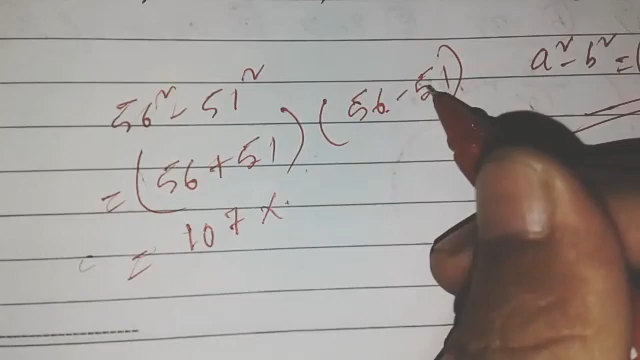 a² - b² = (
56² - 51²
= (56 + 51) (56 - 51)
= 107 ×